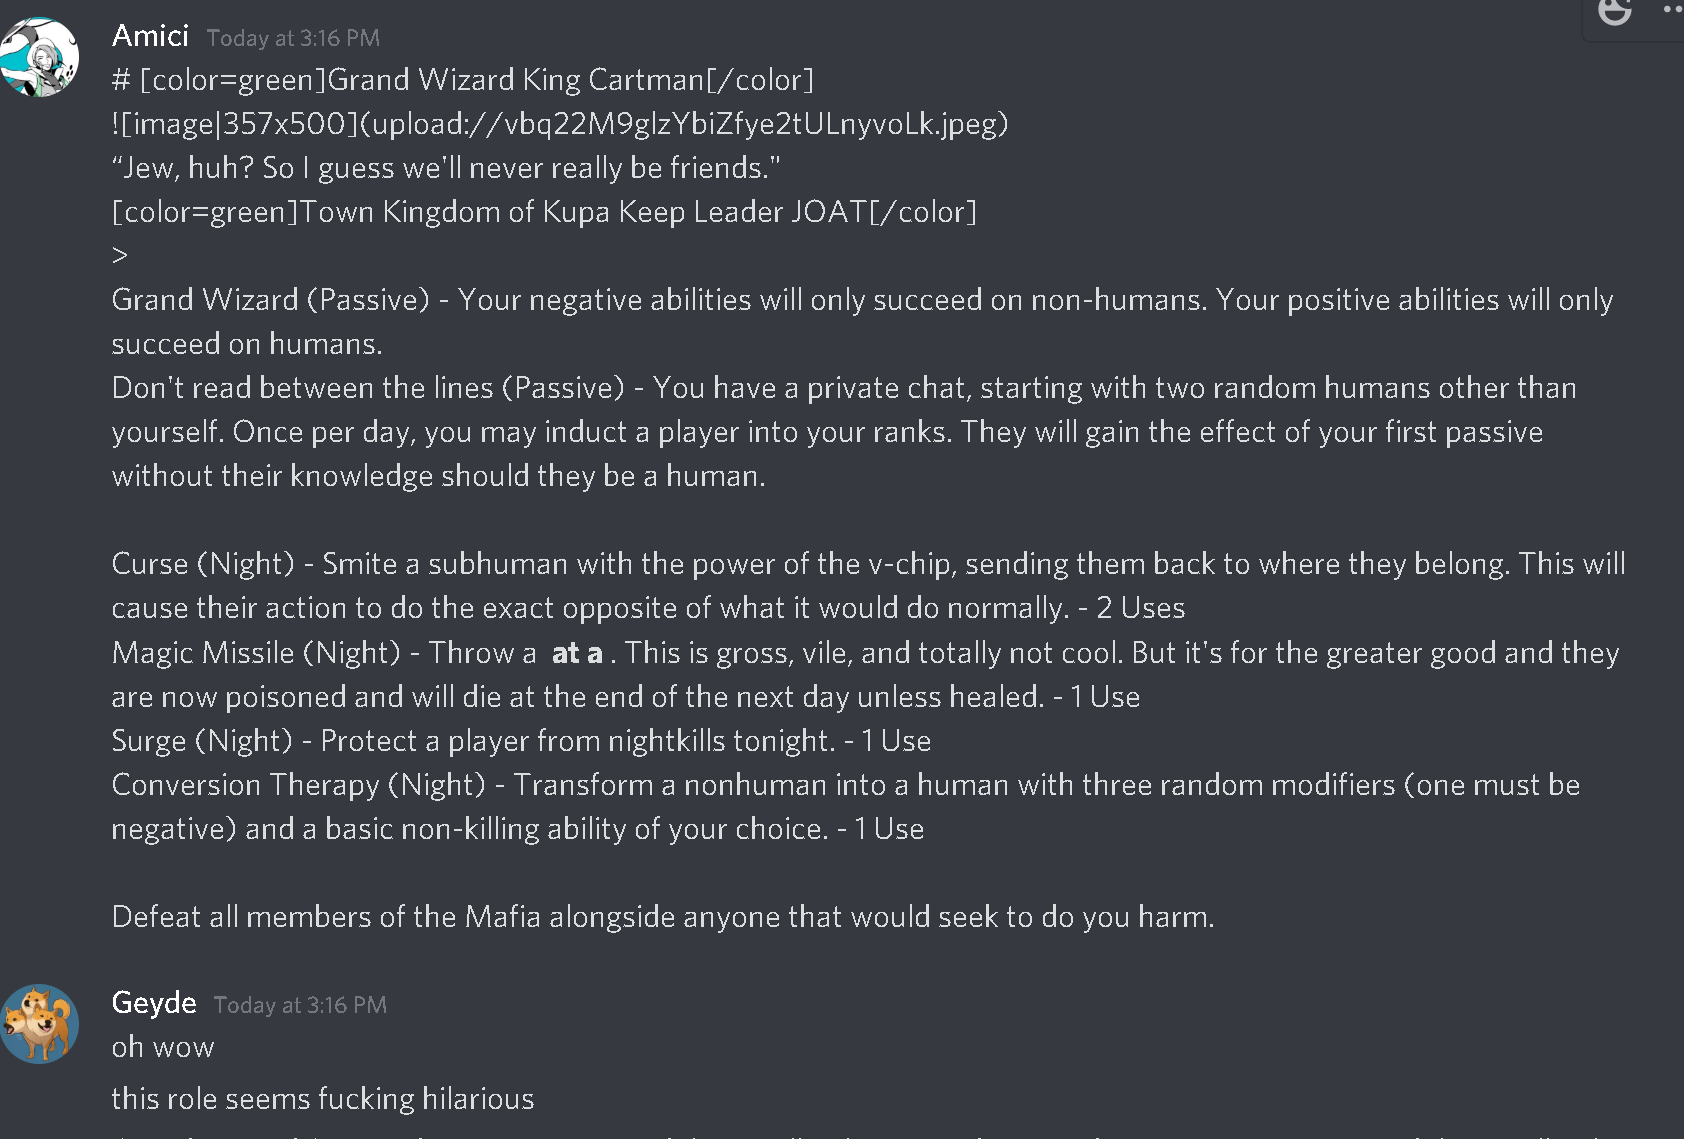 Amici Today at 3:16 PM
# [color=green]Grand Wizard King Cartman[/color]
![image|357x500](upload://vbq22M9glzYbiZfye2tULnyvoLk.jpeg)
“Jew, huh? So I guess we'll never really be friends."
[color=green]Town Kingdom of Kupa Keep Leader JOAT[/color]
>
Grand Wizard (Passive) - Your negative abilities will only succeed on non-humans. Your positive abilities will only
succeed on humans.
Don't read between the lines (Passive) - You have a private chat, starting with two random humans other than
yourself. Once per day, you may induct a player into your ranks. They will gain the effect of your first passive
without their knowledge should they be a human.
Curse (Night) - Smite a subhuman with the power of the v-chip, sending them back to where they belong. This will
cause their action to do the exact opposite of what it would do normally. - 2 Uses
Magic Missile (Night) - Throw a at a . This is gross, vile, and totally not cool. But it's for the greater good and they
are now poisoned and will die at the end of the next day unless healed. - 1 Use
Surge (Night) - Protect a player from nightkills tonight. - 1 Use
Conversion Therapy (Night) - Transform a nonhuman into a human with three random modifiers (one must be
negative) and a basic non-killing ability of your choice. - 1 Use
Defeat all members of the Mafia alongside anyone that would seek to do you harm.
Geyde Today at 3:16 PM
oh wow
this role seems fucking hilarious